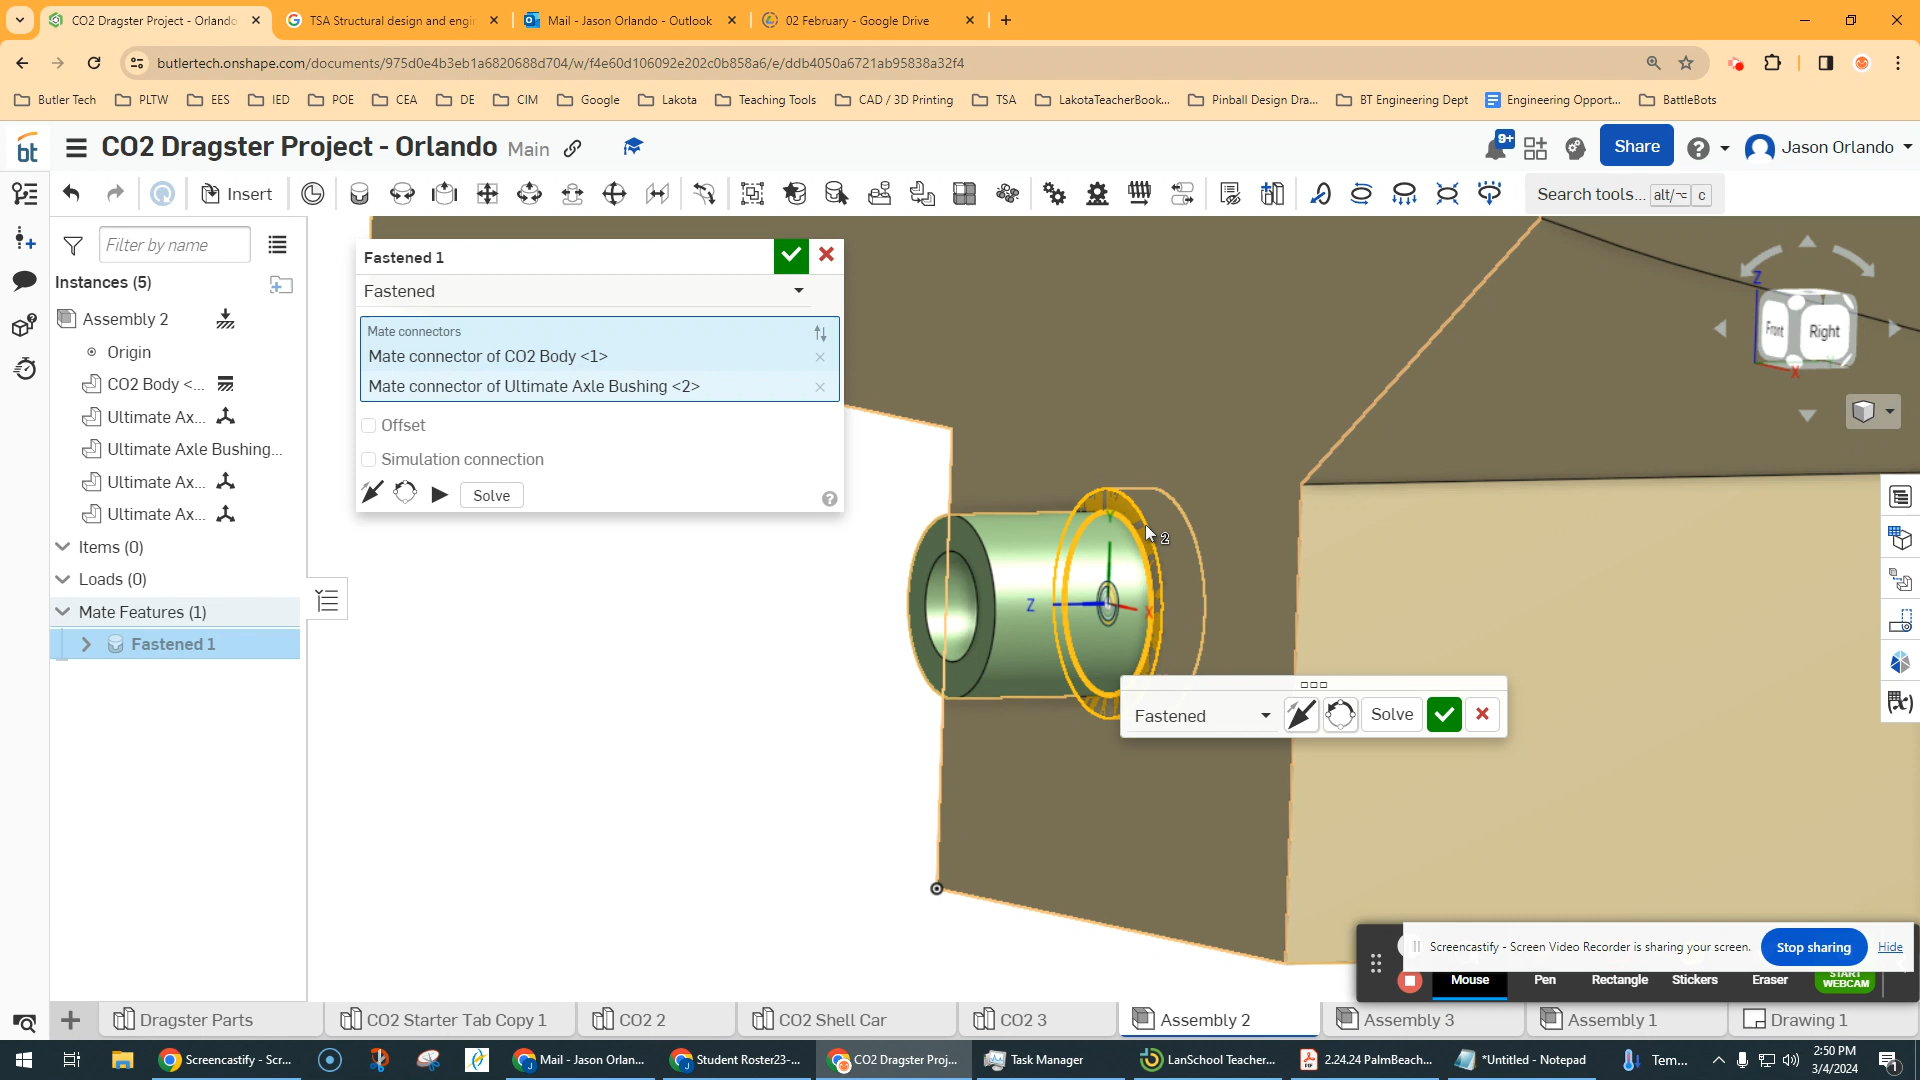 CO2 Dragster Project - Orlando
TSA Structural design and engi
Mail - Jason Orlando - Outlook
02 February - Google Drive
butlertech.onshape.com/documents/975d0e4b3eb1a6820688d704/w/f4e60d106092e202c0b858a6/e/ddb4050a6721ab95838a32f4
Butler Tech
PLTW
EES
IED
POE
CEA
DE
CIM
Google
Lakota
Teaching Tools
CAD / 3D Printing
TSA
LakotaTeacherBook...
Pinball Design Dra...
BT Engineering Dept
Engineering Opport...
BattleBots
bt
CO2 Dragster Project - Orlando
Main
9+
Share
Jason Orlando
Insert
Search tools... alt/⌥ c
Filter by name
Instances (5)
Assembly 2
Origin
CO2 Body <...
Ultimate Ax...
Ultimate Axle Bushing...
Ultimate Ax...
Ultimate Ax...
Items (0)
Loads (0)
Mate Features (1)
Fastened 1
Fastened 1
Fastened
Mate connectors
Mate connector of CO2 Body <1>
Mate connector of Ultimate Axle Bushing <2>
Offset
Simulation connection
Solve
Y
Z
X
2
Fastened
Solve
Z
Front
Right
X
Screencastify - Screen Video Recorder is sharing your screen.
Stop sharing
Hide
Mouse
Pen
Rectangle
Stickers
Eraser
START
WEBCAM
Dragster Parts
CO2 Starter Tab Copy 1
CO2 2
CO2 Shell Car
CO2 3
Assembly 2
Assembly 3
Assembly 1
Drawing 1
Screencastify - Scr...
Mail - Jason Orlan...
Student Roster23-...
CO2 Dragster Proj...
Task Manager
LanSchool Teacher...
2.24.24 PalmBeach...
*Untitled - Notepad
Tem...
2:50 PM
3/4/2024
1